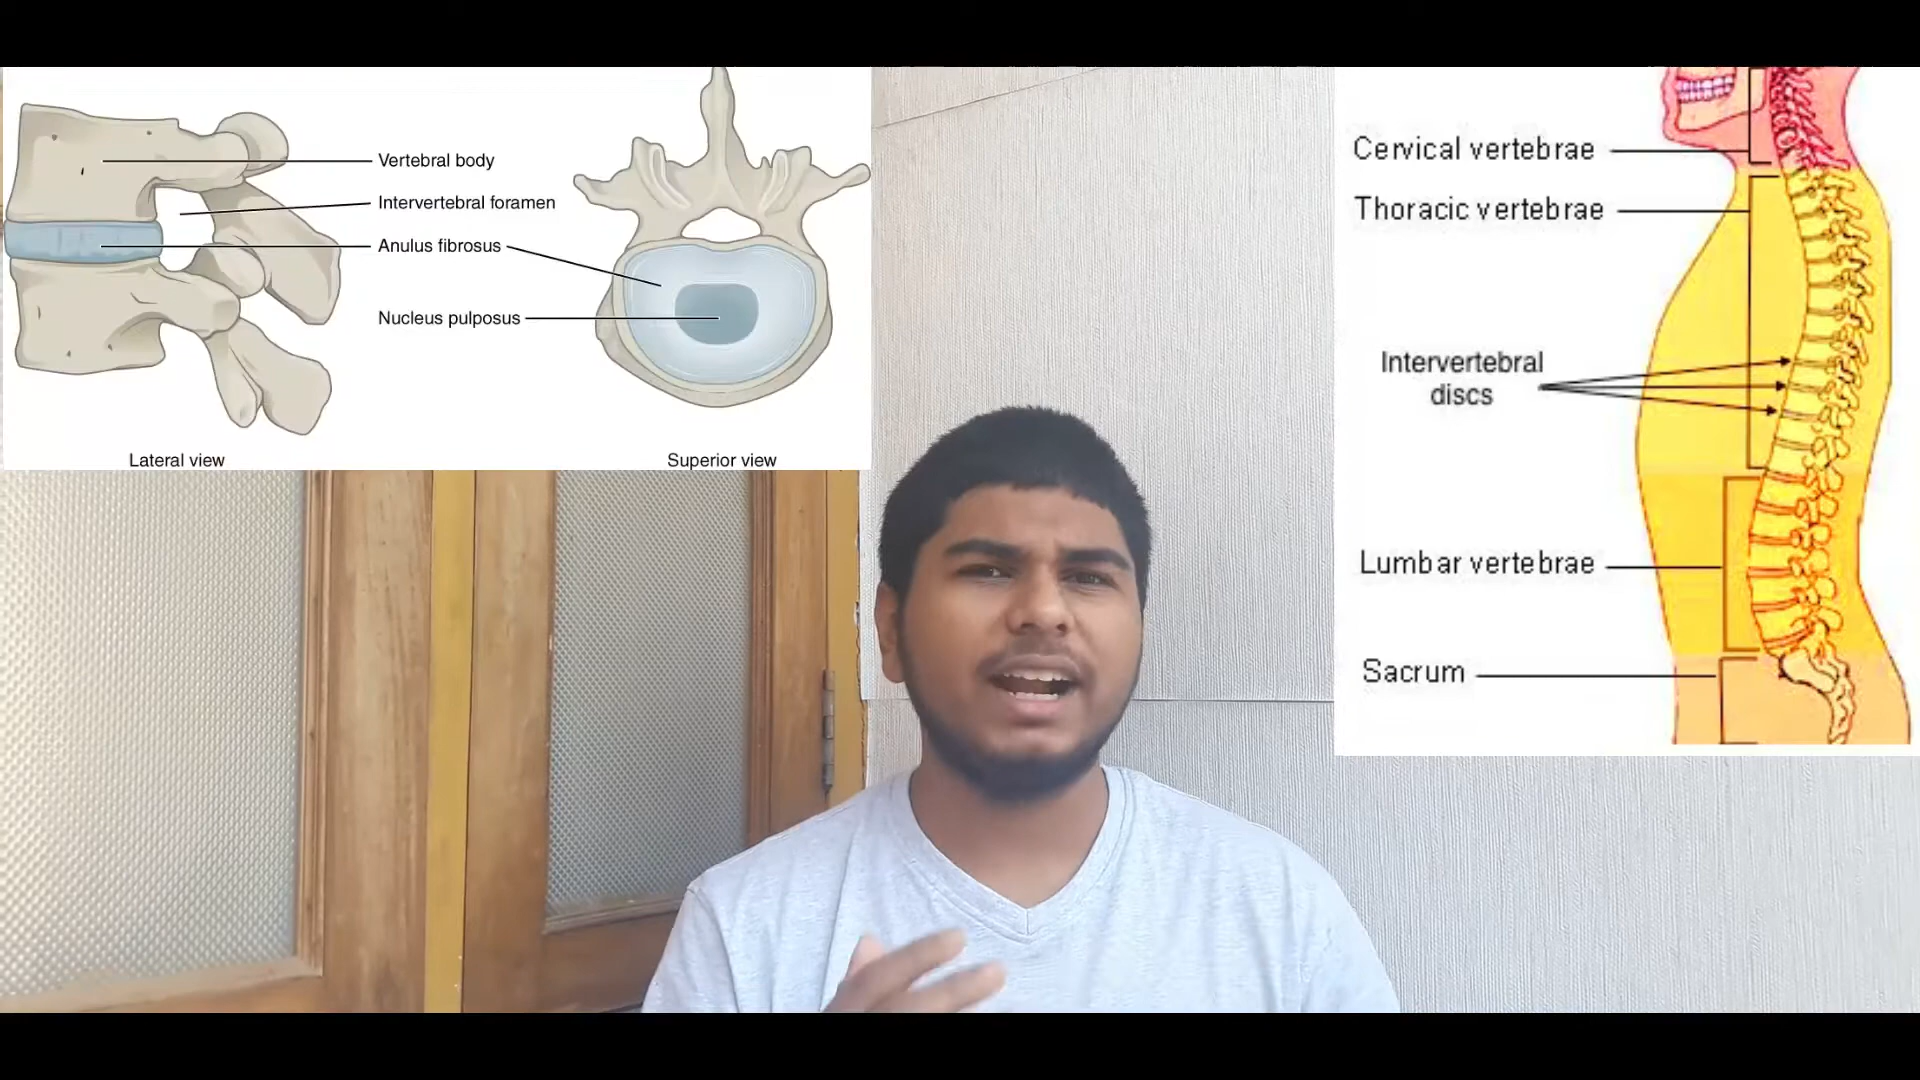 Vertebral body
Intervertebral foramen
Anulus fibrosus
Nucleus pulposus
Lateral view
Superior view
Cervical vertebrae
Thoracic vertebrae
Intervertebral
discs
Lumbar vertebrae
Sacrum